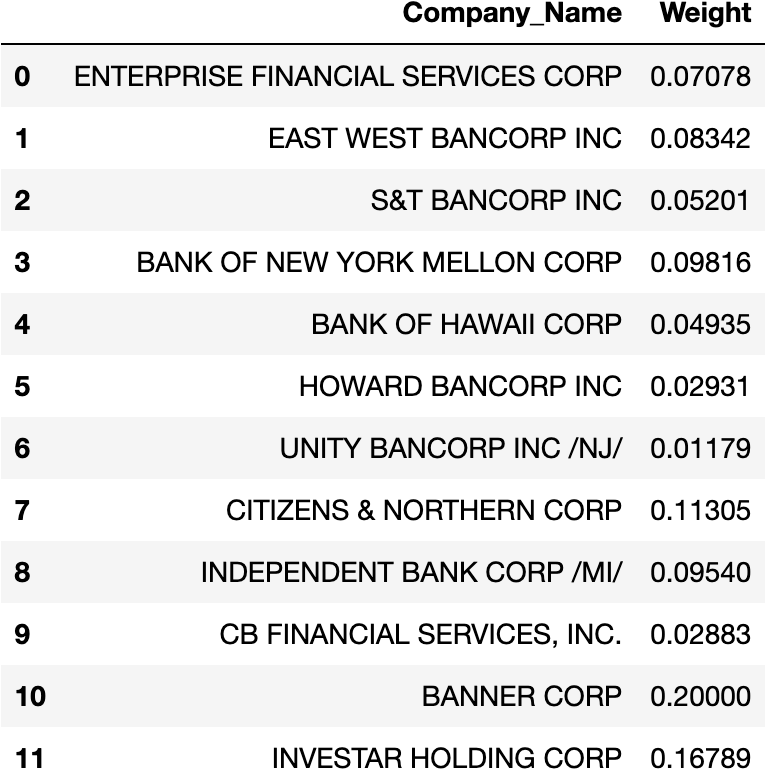 Company_Name Weight
0 ENTERPRISE FINANCIAL SERVICES CORP 0.07078
1 EAST WEST BANCORP INC 0.08342
2 S&T BANCORP INC 0.05201
3 BANK OF NEW YORK MELLON CORP 0.09816
4 BANK OF HAWAII CORP 0.04935
5 HOWARD BANCORP INC 0.02931
6 UNITY BANCORP INC /NJ/ 0.01179
7 CITIZENS & NORTHERN CORP 0.11305
8 INDEPENDENT BANK CORP /MI/ 0.09540
9 CB FINANCIAL SERVICES, INC. 0.02883
10 BANNER CORP 0.20000
11 INVESTAR HOLDING CORP 0.16789